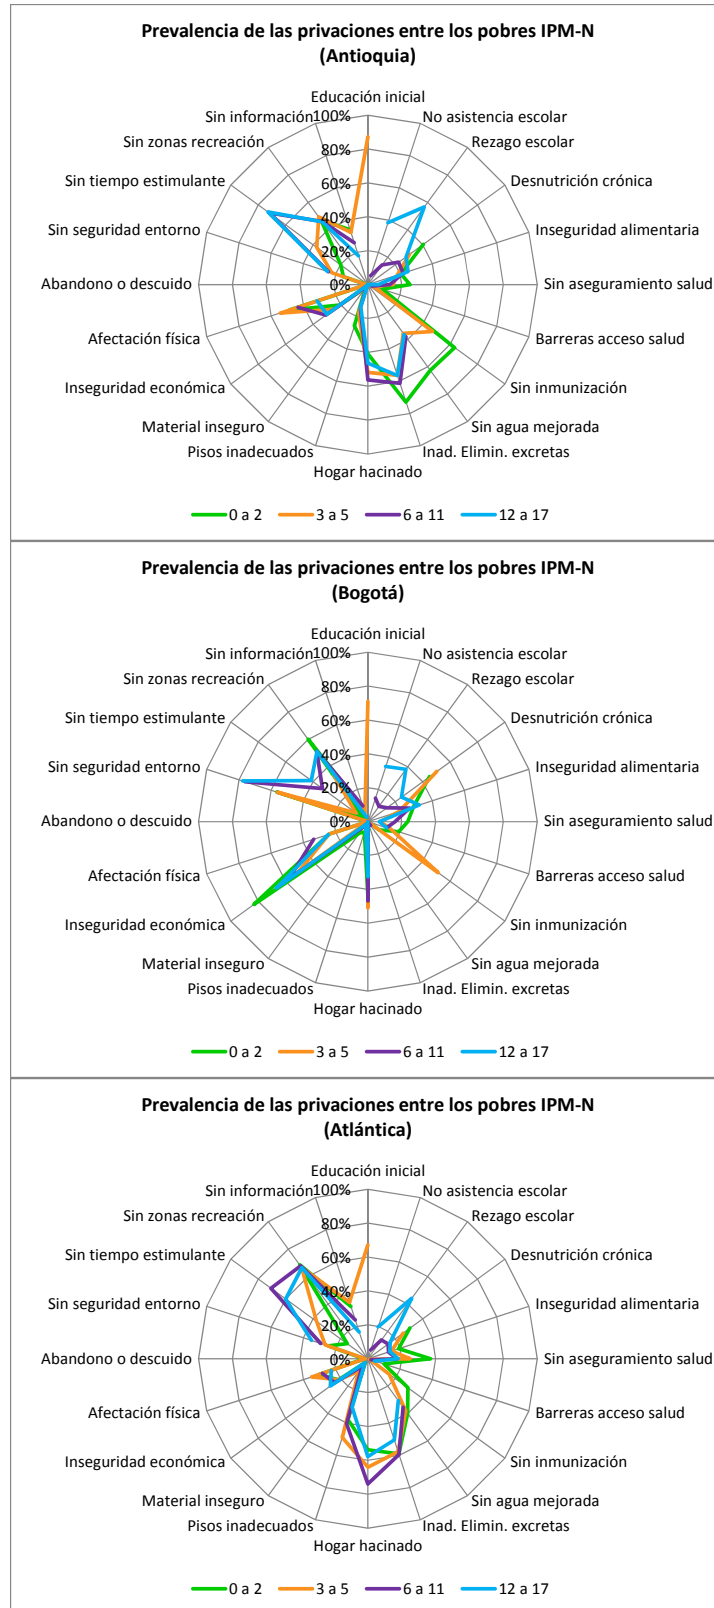 Prevalencia de las privaciones entre los pobres IPM-N
(Antioquia)
Educación inicial
Sin información
No asistencia escolar
Sin zonas recreación
Rezago escolar
Sin tiempo estimulante
Desnutrición crónica
Sin seguridad entorno
Inseguridad alimentaria
Abandono o descuido
Sin aseguramiento salud
Afectación física
Barreras acceso salud
Inseguridad económica
Sin inmunización
Material inseguro
Sin agua mejorada
Pisos inadecuados
Inad. Elimin. excretas
Hogar hacinado
100%
80%
60%
40%
20%
0%
0 a 2
3 a 5
6 a 11
12 a 17
Prevalencia de las privaciones entre los pobres IPM-N
(Bogotá)
Educación inicial
Sin información
No asistencia escolar
Sin zonas recreación
Rezago escolar
Sin tiempo estimulante
Desnutrición crónica
Sin seguridad entorno
Inseguridad alimentaria
Abandono o descuido
Sin aseguramiento salud
Afectación física
Barreras acceso salud
Inseguridad económica
Sin inmunización
Material inseguro
Sin agua mejorada
Pisos inadecuados
Inad. Elimin. excretas
Hogar hacinado
100%
80%
60%
40%
20%
0%
0 a 2
3 a 5
6 a 11
12 a 17
Prevalencia de las privaciones entre los pobres IPM-N
(Atlántica)
Educación inicial
Sin información
No asistencia escolar
Sin zonas recreación
Rezago escolar
Sin tiempo estimulante
Desnutrición crónica
Sin seguridad entorno
Inseguridad alimentaria
Abandono o descuido
Sin aseguramiento salud
Afectación física
Barreras acceso salud
Inseguridad económica
Sin inmunización
Material inseguro
Sin agua mejorada
Pisos inadecuados
Inad. Elimin. excretas
Hogar hacinado
100%
80%
60%
40%
20%
0%
0 a 2
3 a 5
6 a 11
12 a 17